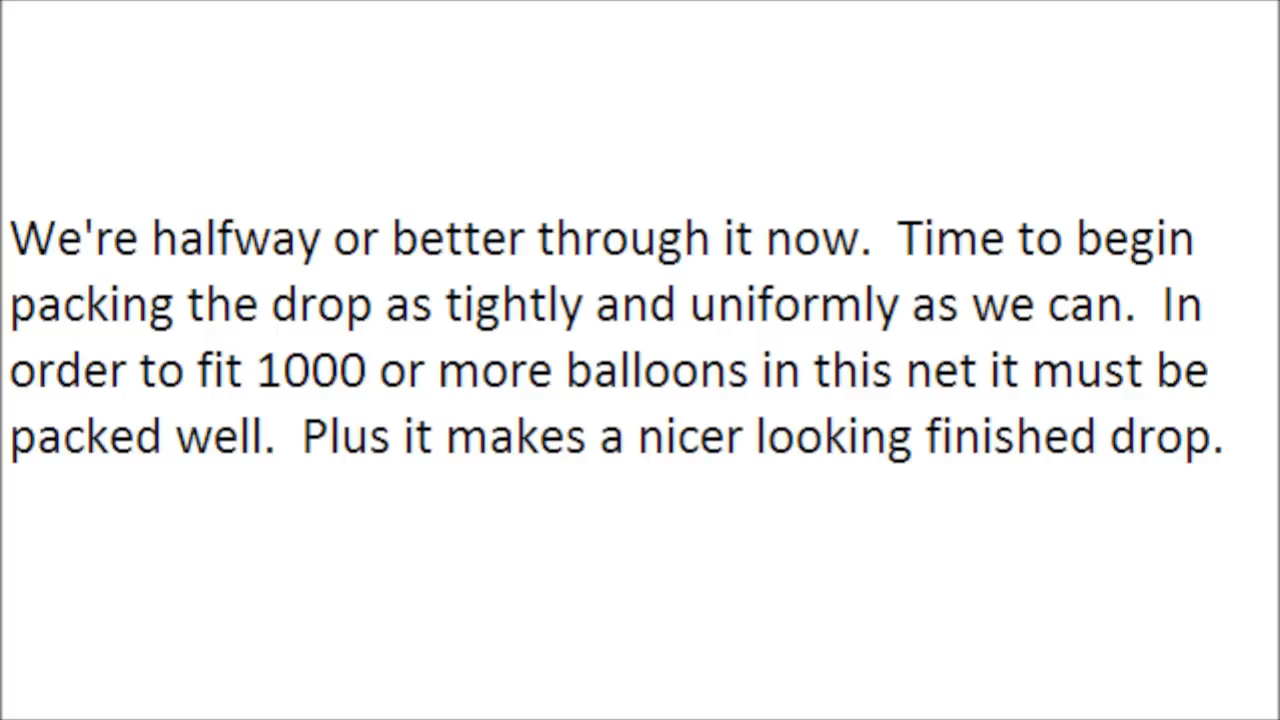 We're halfway or better through it now.  Time to begin
packing the drop as tightly and uniformly as we can.  In
order to fit 1000 or more balloons in this net it must be
packed well.  Plus it makes a nicer looking finished drop.